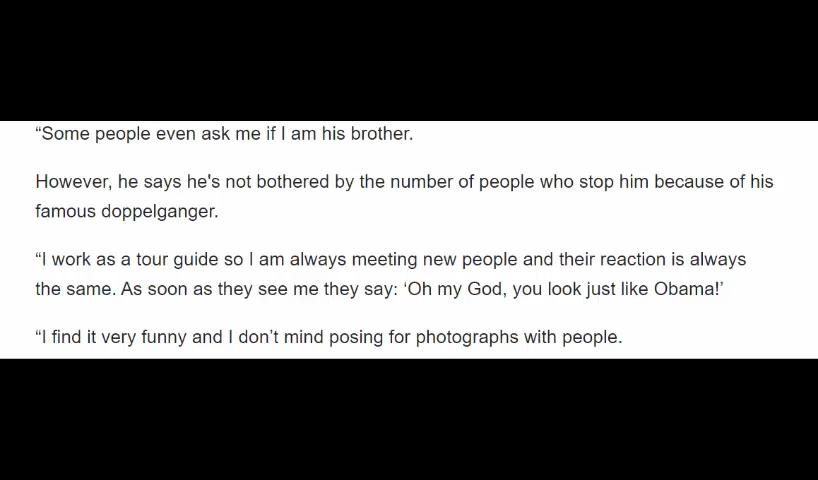 “Some people even ask me if I am his brother.
However, he says he's not bothered by the number of people who stop him because of his
famous doppelganger.
“I work as a tour guide so I am always meeting new people and their reaction is always
the same. As soon as they see me they say: ‘Oh my God, you look just like Obama!’
“I find it very funny and I don’t mind posing for photographs with people.